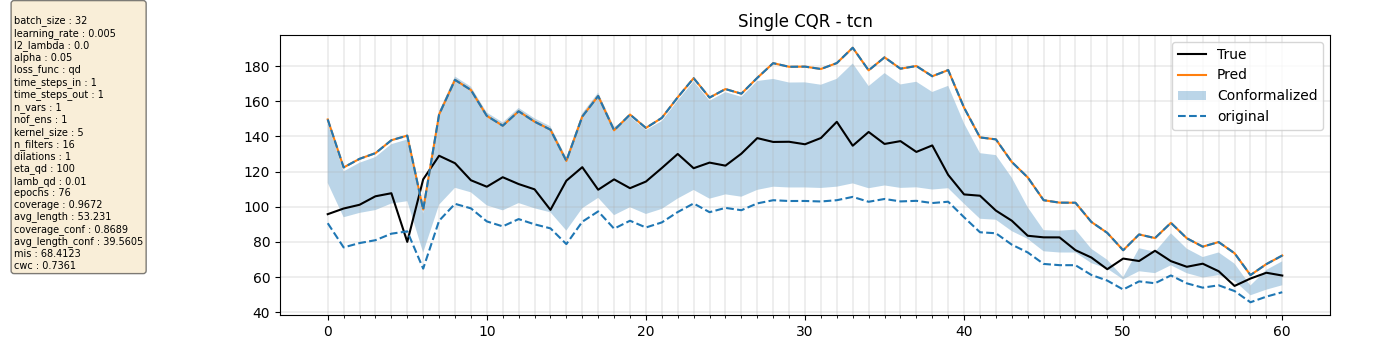 batch_size : 32
learning_rate : 0.005
l2_lambda : 0.0
alpha : 0.05
loss_func : qd
time_steps_in : 1
time_steps_out : 1
n_vars : 1
nof_ens : 1
kernel_size : 5
n_filters : 16
dilations : 1
eta_qd : 100
lamb_qd : 0.01
epochs : 76
coverage : 0.9672
avg_length : 53.231
coverage_conf : 0.8689
avg_length_conf : 39.5605
mis : 68.4123
cwc : 0.7361
Single CQR - tcn
180
160
140
120
100
80
60
40
0 10 20 30 40 50 60
True
Pred
Conformalized
original